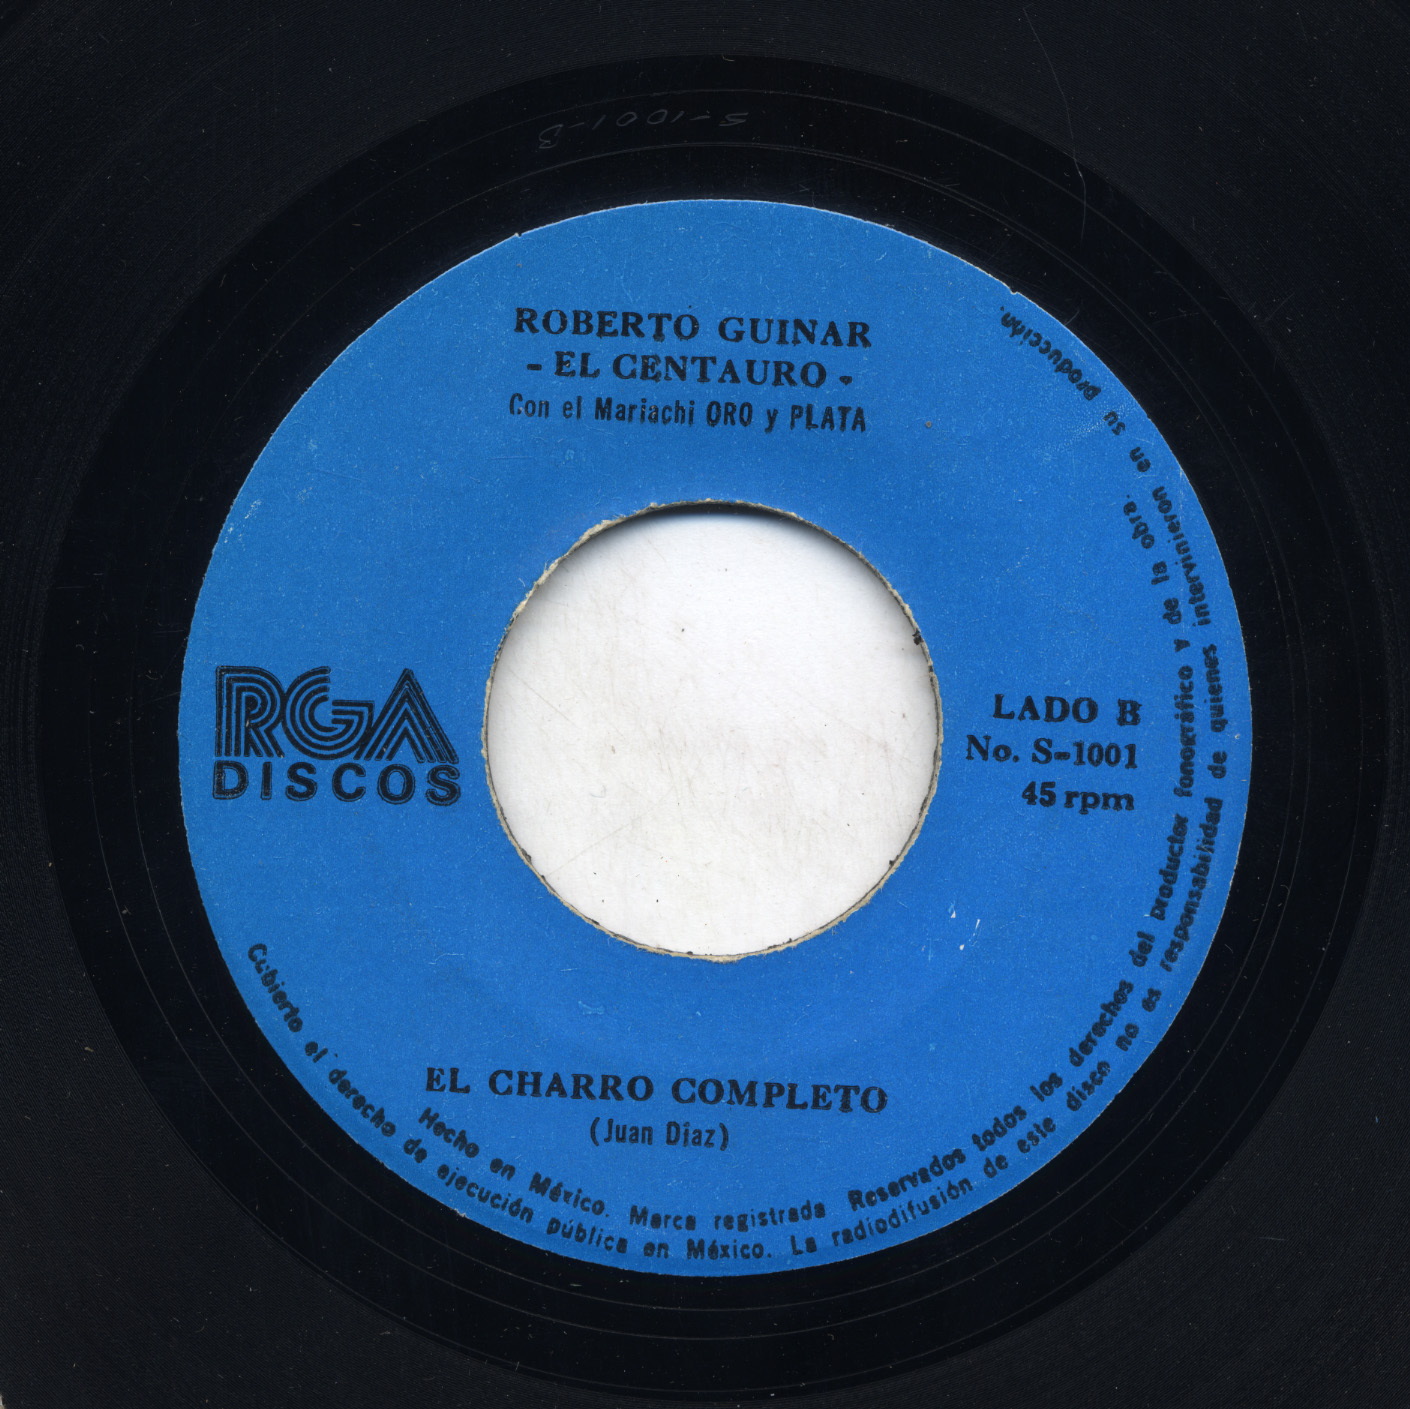 S-1001-B
ROBERTO GUINAR
- EL CENTAURO -
Con el Mariachi ORO y PLATA
RGA
DISCOS
LADO B
No. S-1001
45 rpm
EL CHARRO COMPLETO
(Juan Díaz)
Hecho en México. Marca registrada Reservados todos los derechos del productor fonográfico y de la obra.
Cubierto el derecho de ejecución pública en México. La radiodifusión de este disco no es responsabilidad de quienes intervinieron en su producción.